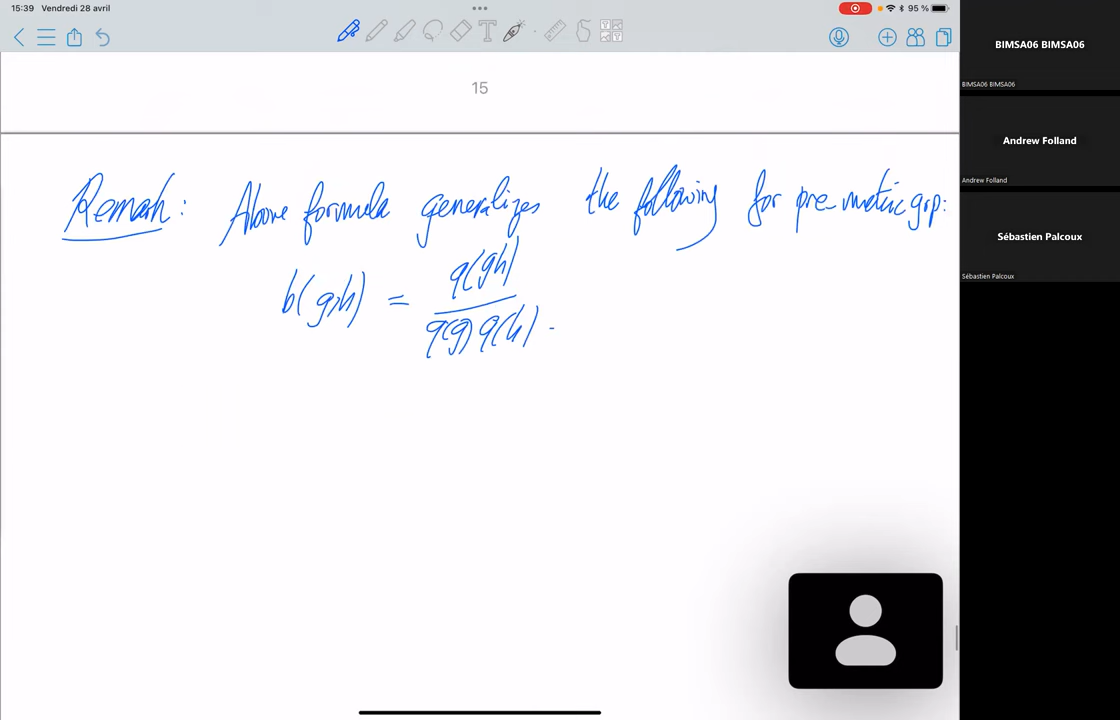 15:39 Vendredi 28 avril
95 %
15
Remark: Above formula generalizes the following for pre-metric grp:
b(g,h) = q(gh) / q(g) q(h) .
BIMSA06 BIMSA06
BIMSA06 BIMSA06
Andrew Folland
Andrew Folland
Sébastien Palcoux
Sébastien Palcoux